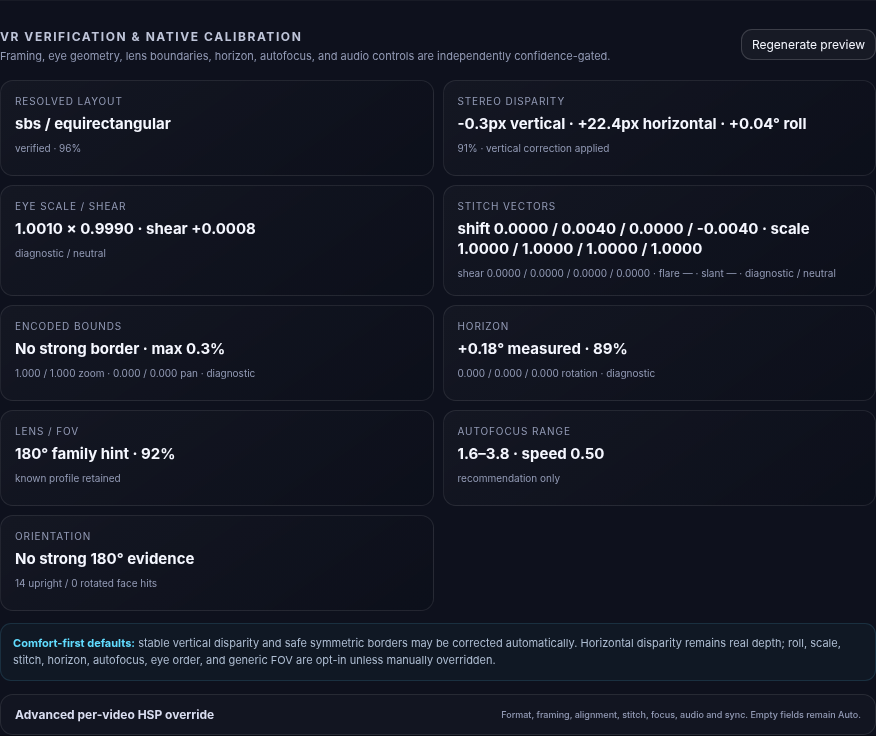 VR VERIFICATION & NATIVE CALIBRATION
Framing, eye geometry, lens boundaries, horizon, autofocus, and audio controls are independently confidence-gated.
Regenerate preview
RESOLVED LAYOUT
sbs / equirectangular
verified · 96%
STEREO DISPARITY
-0.3px vertical · +22.4px horizontal · +0.04° roll
91% · vertical correction applied
EYE SCALE / SHEAR
1.0010 × 0.9990 · shear +0.0008
diagnostic / neutral
STITCH VECTORS
shift 0.0000 / 0.0040 / 0.0000 / -0.0040 · scale
1.0000 / 1.0000 / 1.0000 / 1.0000
shear 0.0000 / 0.0000 / 0.0000 / 0.0000 · flare — · slant — · diagnostic / neutral
ENCODED BOUNDS
No strong border · max 0.3%
1.000 / 1.000 zoom · 0.000 / 0.000 pan · diagnostic
HORIZON
+0.18° measured · 89%
0.000 / 0.000 / 0.000 rotation · diagnostic
LENS / FOV
180° family hint · 92%
known profile retained
AUTOFOCUS RANGE
1.6–3.8 · speed 0.50
recommendation only
ORIENTATION
No strong 180° evidence
14 upright / 0 rotated face hits
Comfort-first defaults: stable vertical disparity and safe symmetric borders may be corrected automatically. Horizontal disparity remains real depth; roll, scale,
stitch, horizon, autofocus, eye order, and generic FOV are opt-in unless manually overridden.
Advanced per-video HSP override
Format, framing, alignment, stitch, focus, audio and sync. Empty fields remain Auto.